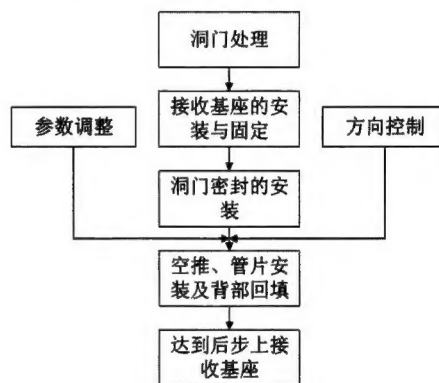 洞门处理
接收基座的安
装与固定
参数调整
方向控制
洞门密封的安
装
空推、管片安
装及背部回填
达到后步上接
收基座